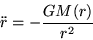 r̈ = − GM(r) / r²